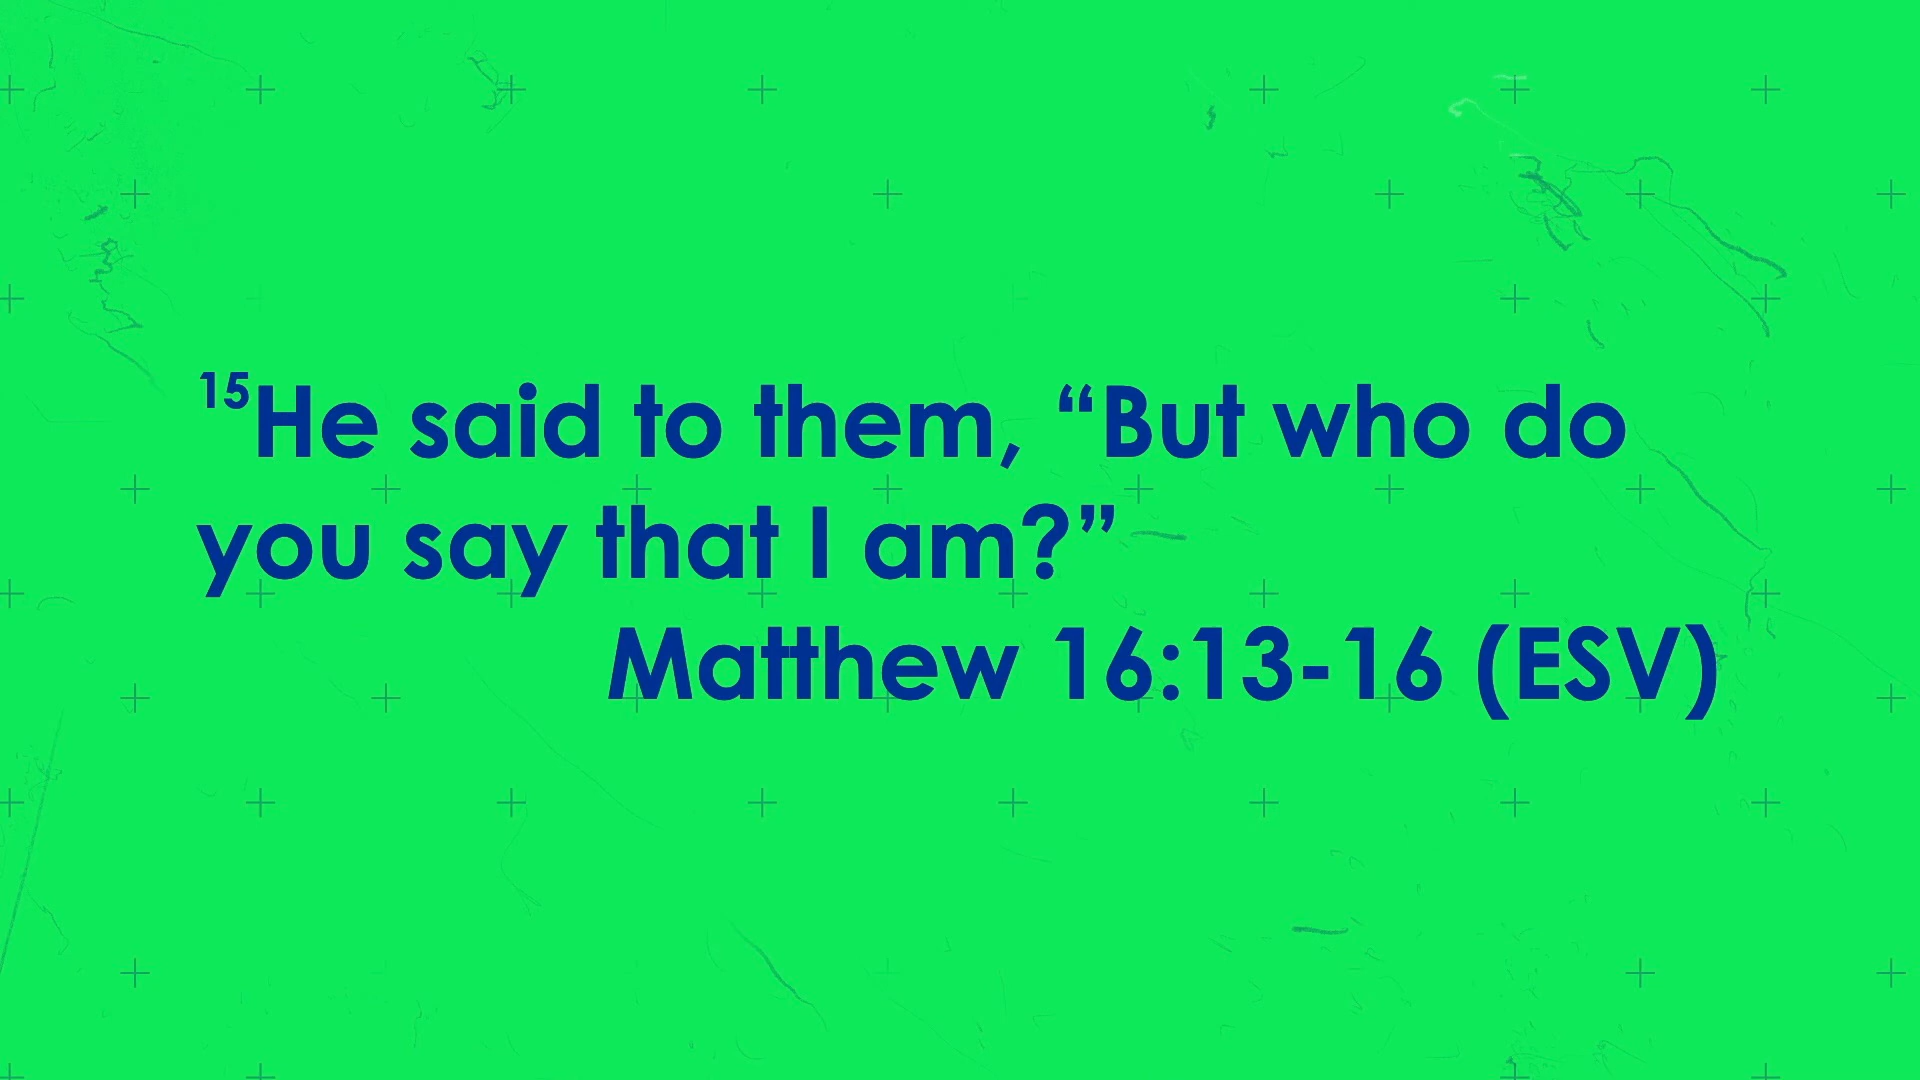 15He said to them, “But who do
you say that I am?”
Matthew 16:13-16 (ESV)